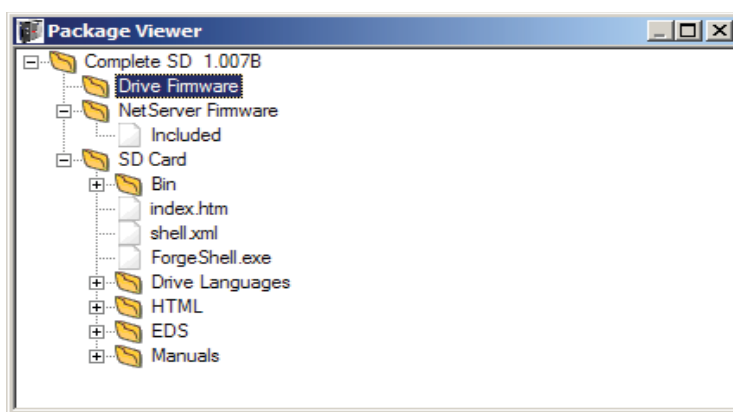 Package Viewer
Complete SD 1.007B
Drive Firmware
NetServer Firmware
Included
SD Card
Bin
index.htm
shell.xml
ForgeShell.exe
Drive Languages
HTML
EDS
Manuals